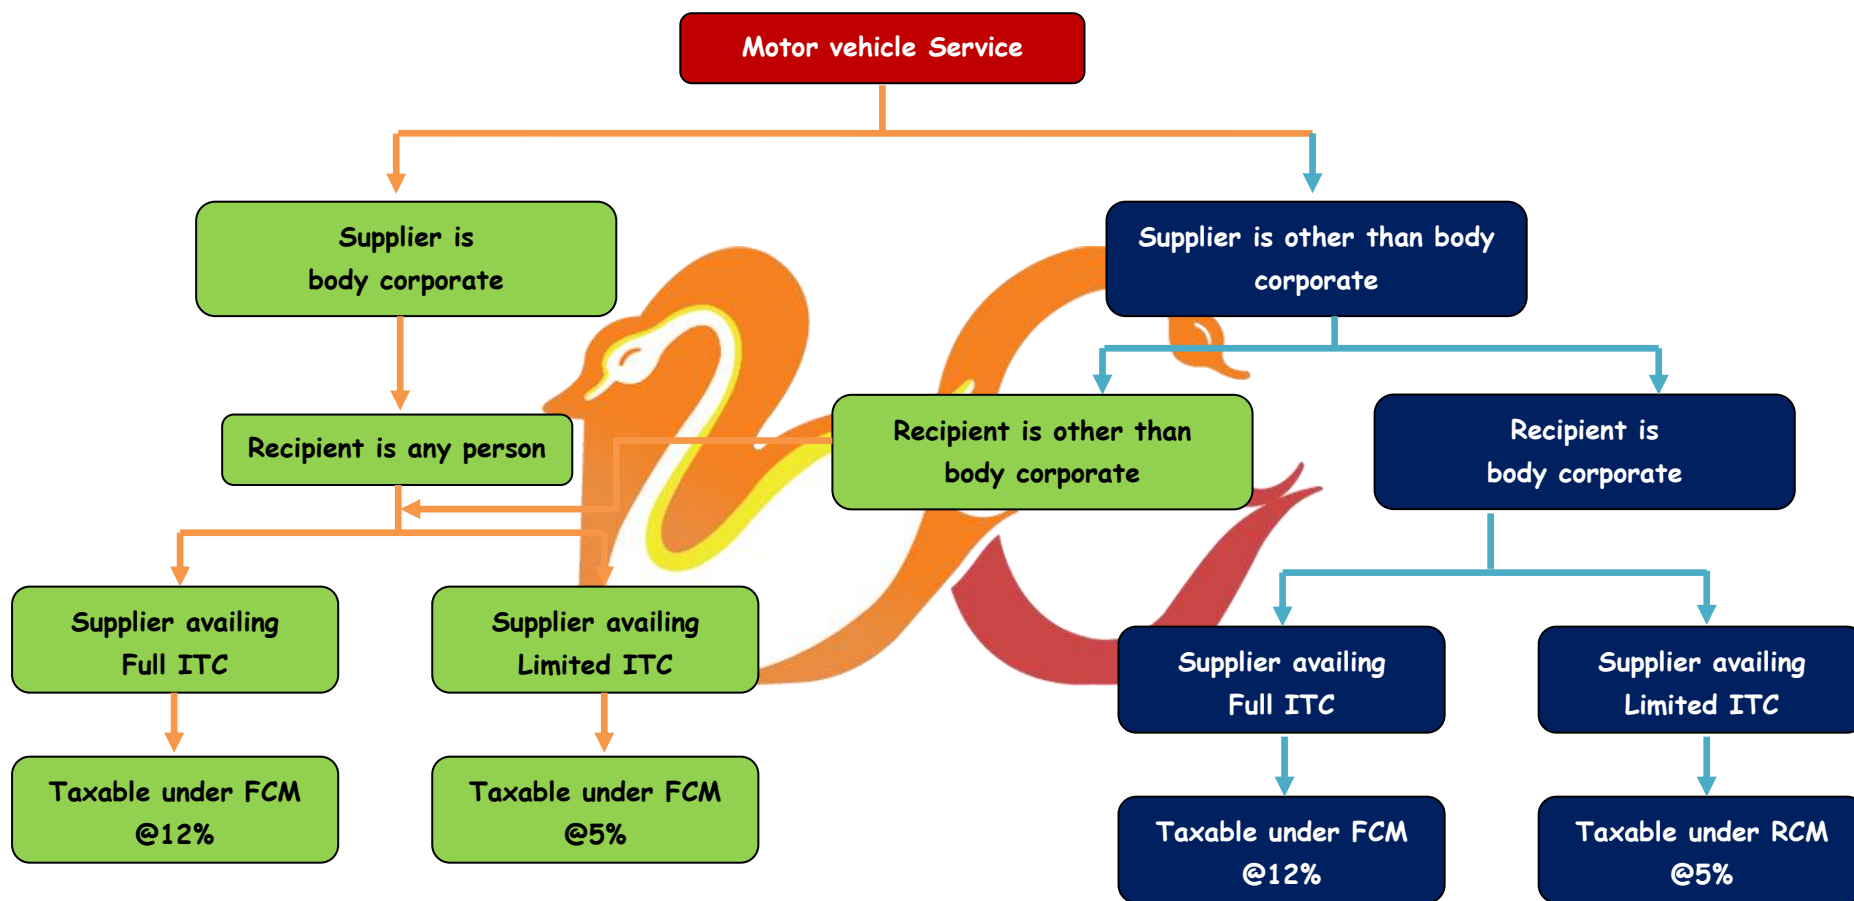 Motor vehicle Service
Supplier is
body corporate
Supplier is other than body
corporate
Recipient is any person
Recipient is other than
body corporate
Recipient is
body corporate
Supplier availing
Full ITC
Supplier availing
Limited ITC
Supplier availing
Full ITC
Supplier availing
Limited ITC
Taxable under FCM
@12%
Taxable under FCM
@5%
Taxable under FCM
@12%
Taxable under RCM
@5%